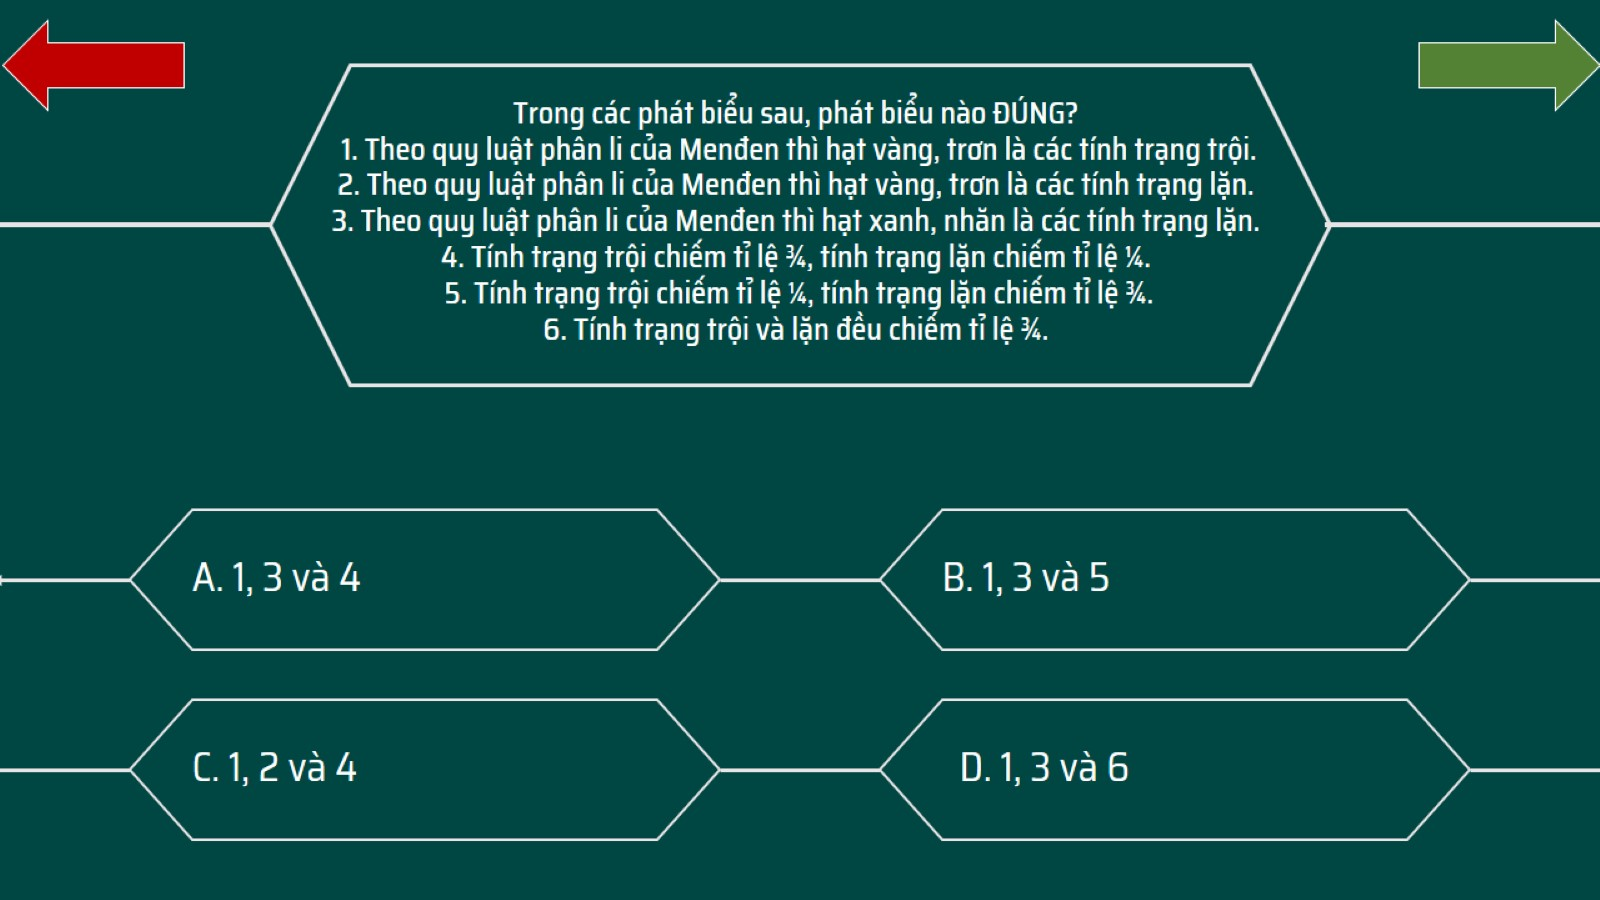 Trong các phát biểu sau, phát biểu nào ĐÚNG?
1. Theo quy luật phân li của Menđen thì hạt vàng, trơn là các tính trạng trội.
2. Theo quy luật phân li của Menđen thì hạt vàng, trơn là các tính trạng lặn.
3. Theo quy luật phân li của Menđen thì hạt xanh, nhăn là các tính trạng lặn.
4. Tính trạng trội chiếm tỉ lệ ¾, tính trạng lặn chiếm tỉ lệ ¼.
5. Tính trạng trội chiếm tỉ lệ ¼, tính trạng lặn chiếm tỉ lệ ¾.
6. Tính trạng trội và lặn đều chiếm tỉ lệ ¾.
A. 1, 3 và 4
B. 1, 3 và 5
C. 1, 2 và 4
D. 1, 3 và 6